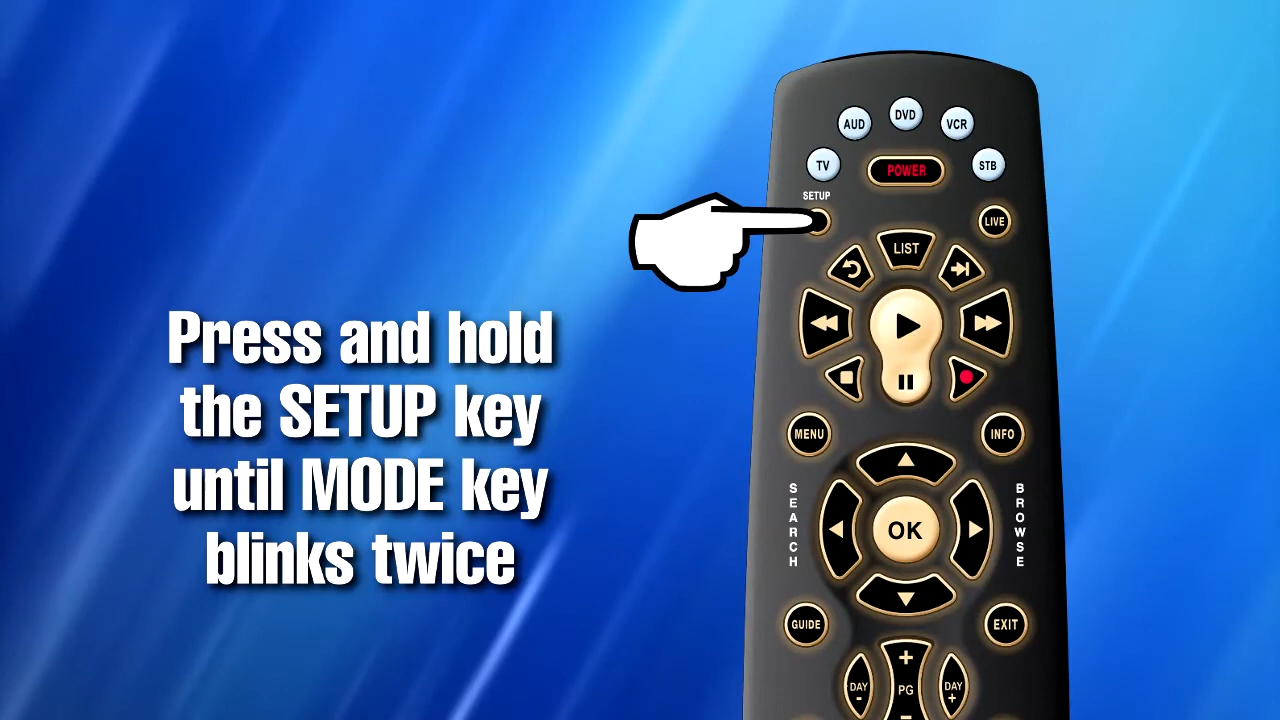 Press and hold
the SETUP key
until MODE key
blinks twice
AUD DVD VCR
TV POWER STB
SETUP
LIVE
LIST
MENU INFO
SEARCH OK BROWSE
GUIDE EXIT
+
DAY - PG DAY +
-